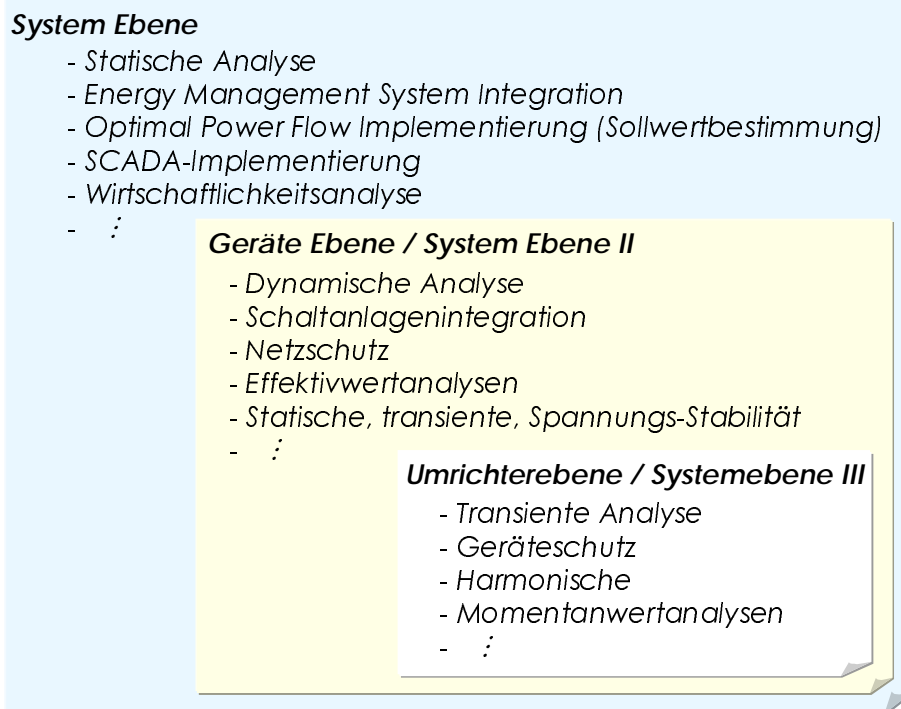 System Ebene
- Statische Analyse
- Energy Management System Integration
- Optimal Power Flow Implementierung (Sollwertbestimmung)
- SCADA-Implementierung
- Wirtschaftlichkeitsanalyse
- ⋮
Geräte Ebene / System Ebene II
- Dynamische Analyse
- Schaltanlagenintegration
- Netzschutz
- Effektivwertanalysen
- Statische, transiente, Spannungs-Stabilität
- ⋮
Umrichterebene / Systemebene III
- Transiente Analyse
- Geräteschutz
- Harmonische
- Momentanwertanalysen
- ⋮